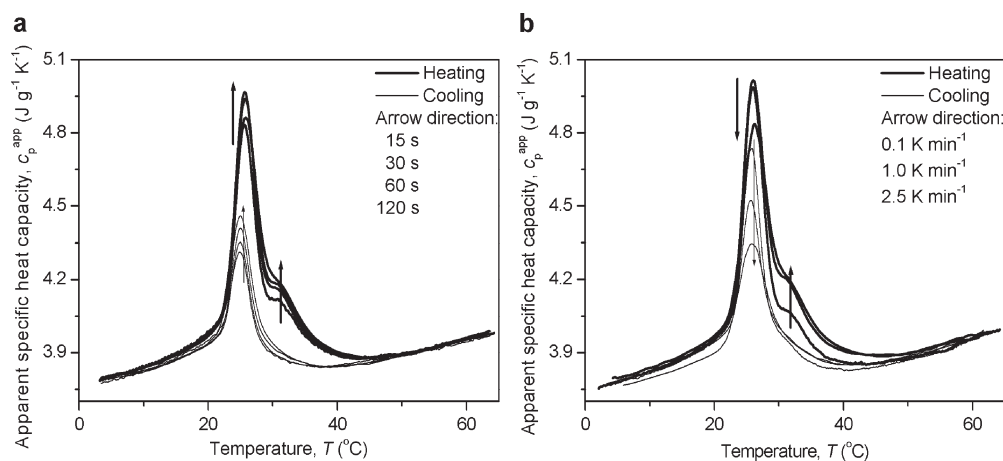 a
Apparent specific heat capacity, c_p^app (J g⁻¹ K⁻¹)
5.1
4.8
4.5
4.2
3.9
0
20
40
60
Temperature, T (°C)
Heating
Cooling
Arrow direction:
15 s
30 s
60 s
120 s
b
Apparent specific heat capacity, c_p^app (J g⁻¹ K⁻¹)
5.1
4.8
4.5
4.2
3.9
0
20
40
60
Temperature, T (°C)
Heating
Cooling
Arrow direction:
0.1 K min⁻¹
1.0 K min⁻¹
2.5 K min⁻¹